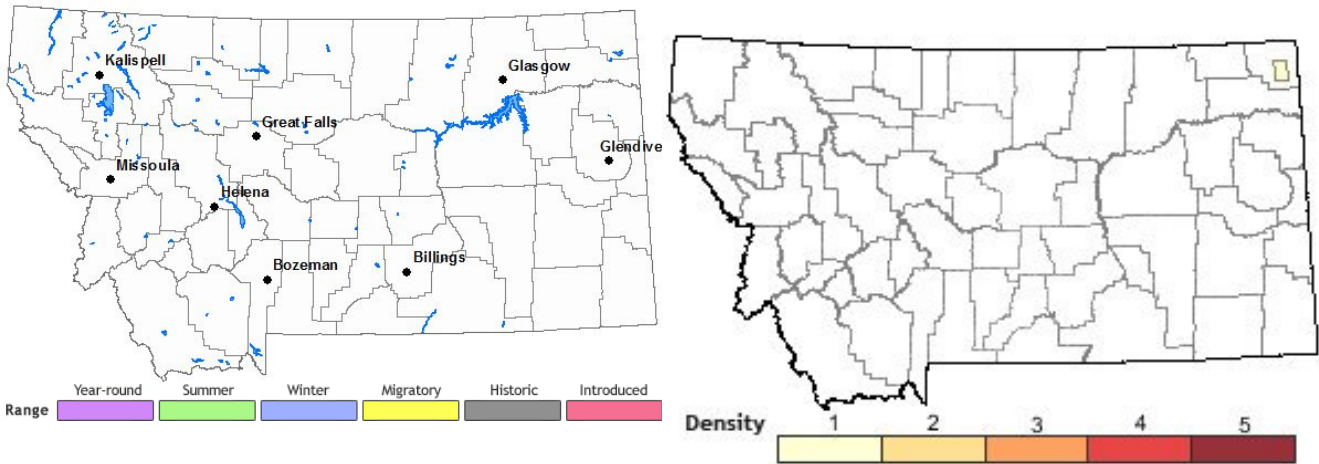 Kalispell
Glasgow
Great Falls
Glendive
Missoula
Helena
Bozeman
Billings
Year-round Summer Winter Migratory Historic Introduced
Range
Density 1 2 3 4 5